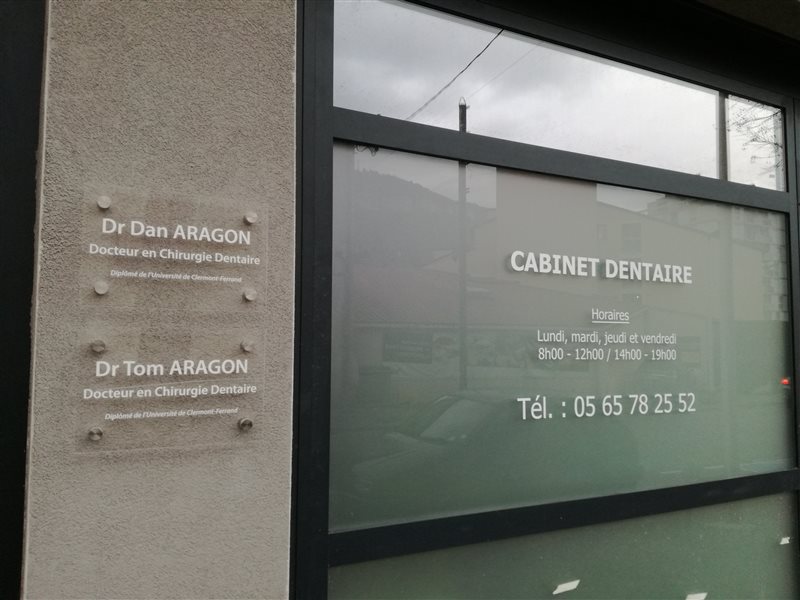 Dr Dan ARAGON
Docteur en Chirurgie Dentaire
Diplômé de l'Université de Clermont-Ferrand
Dr Tom ARAGON
Docteur en Chirurgie Dentaire
Diplômé de l'Université de Clermont-Ferrand
CABINET DENTAIRE
Horaires
Lundi, mardi, jeudi et vendredi
8h00 - 12h00 / 14h00 - 19h00
Tél. : 05 65 78 25 52